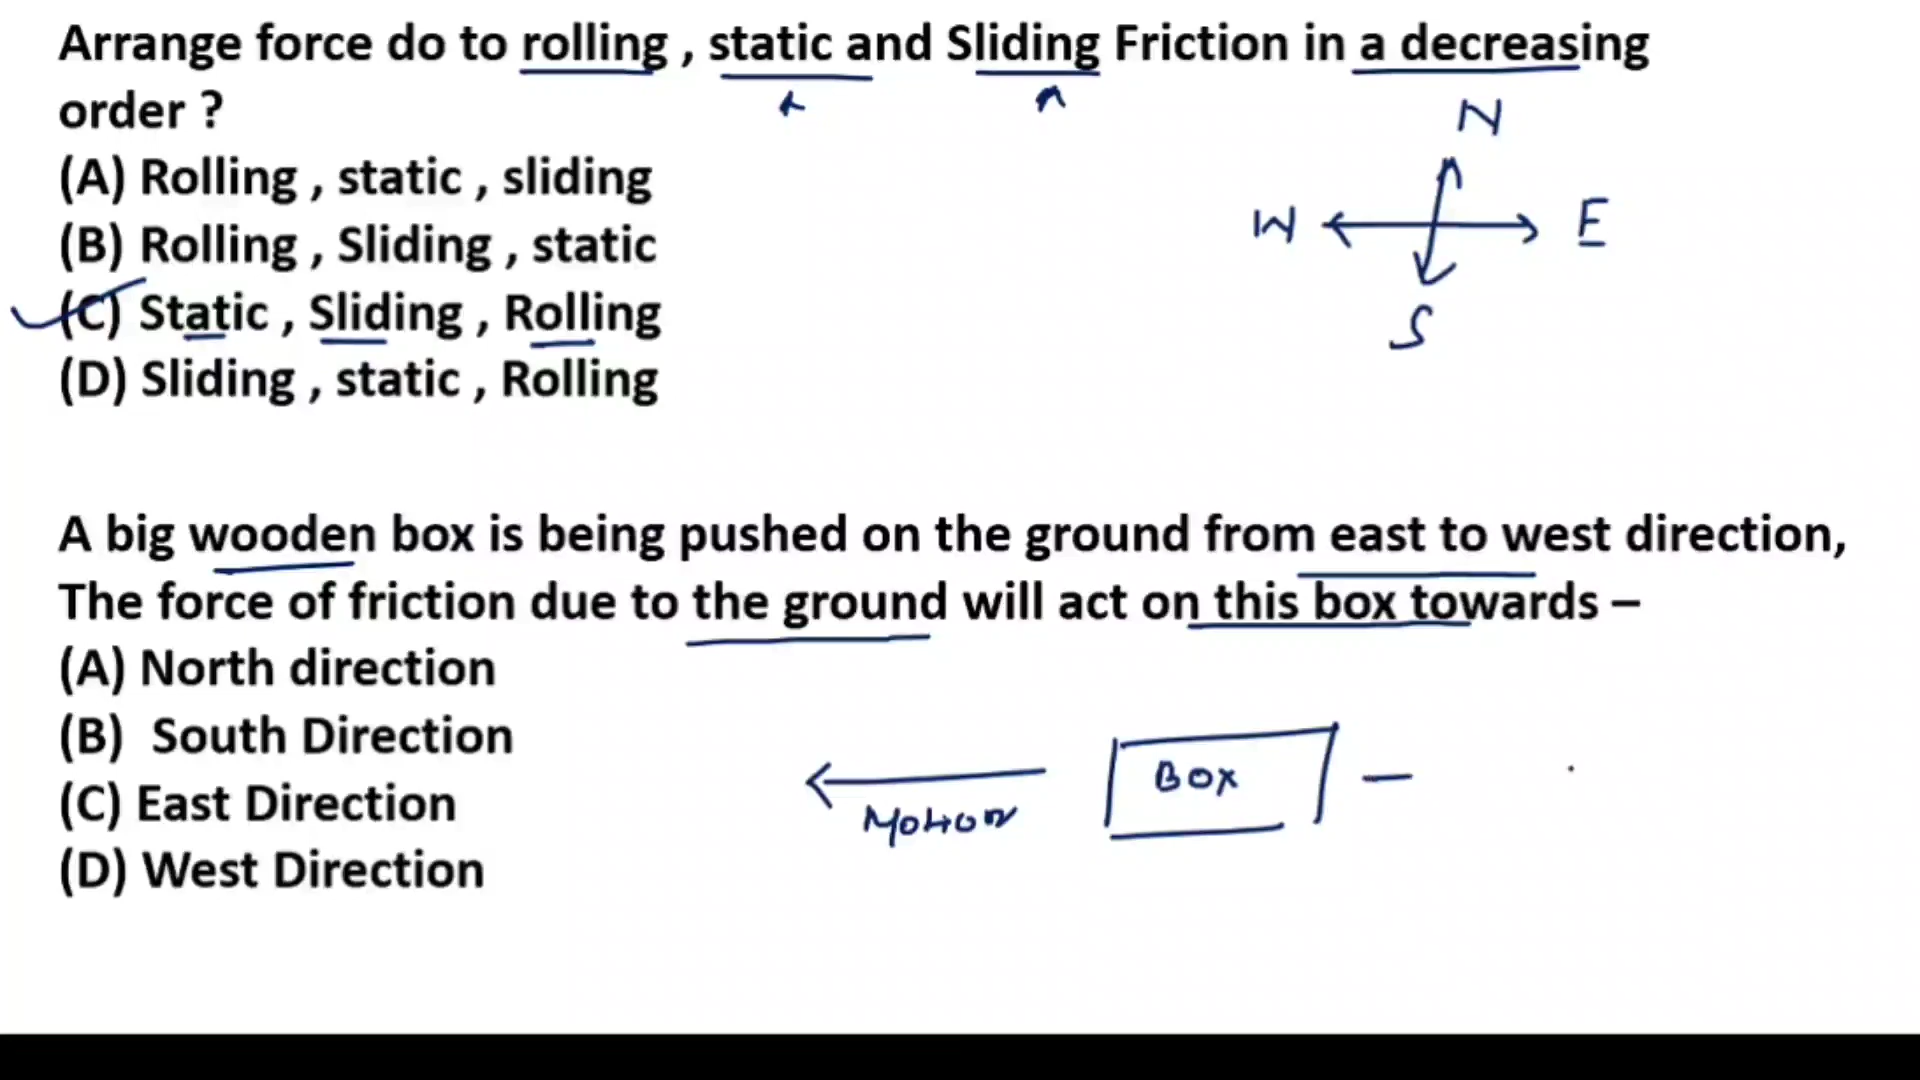 Arrange force do to rolling , static and Sliding Friction in a decreasing
order ?
N
(A) Rolling , static , sliding
W E
(B) Rolling , Sliding , static
(C) Static , Sliding , Rolling
S
(D) Sliding , static , Rolling
A big wooden box is being pushed on the ground from east to west direction,
The force of friction due to the ground will act on this box towards –
(A) North direction
(B) South Direction
Box
(C) East Direction
Motion
(D) West Direction